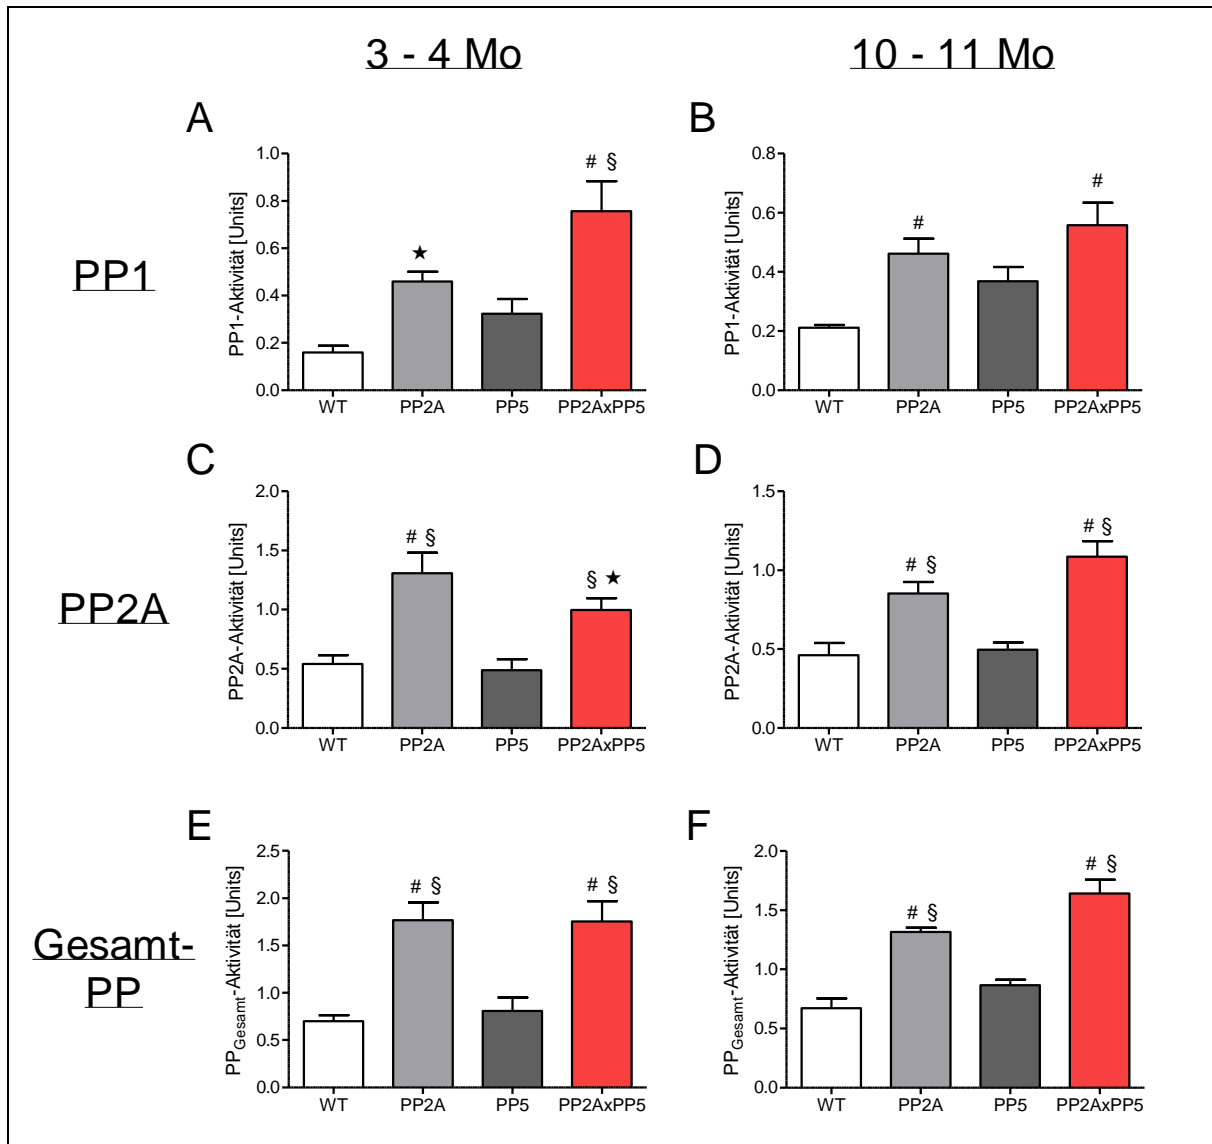 3 - 4 Mo
10 - 11 Mo
PP1
A
PP1-Aktivität [Units]
1.0
0.8
0.6
0.4
0.2
0.0
★
# §
WT
PP2A
PP5
PP2AxPP5
B
PP1-Aktivität [Units]
0.8
0.6
0.4
0.2
0.0
#
#
WT
PP2A
PP5
PP2AxPP5
PP2A
C
PP2A-Aktivität [Units]
2.0
1.5
1.0
0.5
0.0
# §
§ ★
WT
PP2A
PP5
PP2AxPP5
D
PP2A-Aktivität [Units]
1.5
1.0
0.5
0.0
# §
# §
WT
PP2A
PP5
PP2AxPP5
Gesamt-
PP
E
PPGesamt-Aktivität [Units]
2.5
2.0
1.5
1.0
0.5
0.0
# §
# §
WT
PP2A
PP5
PP2AxPP5
F
PPGesamt-Aktivität [Units]
2.0
1.5
1.0
0.5
0.0
# §
# §
WT
PP2A
PP5
PP2AxPP5